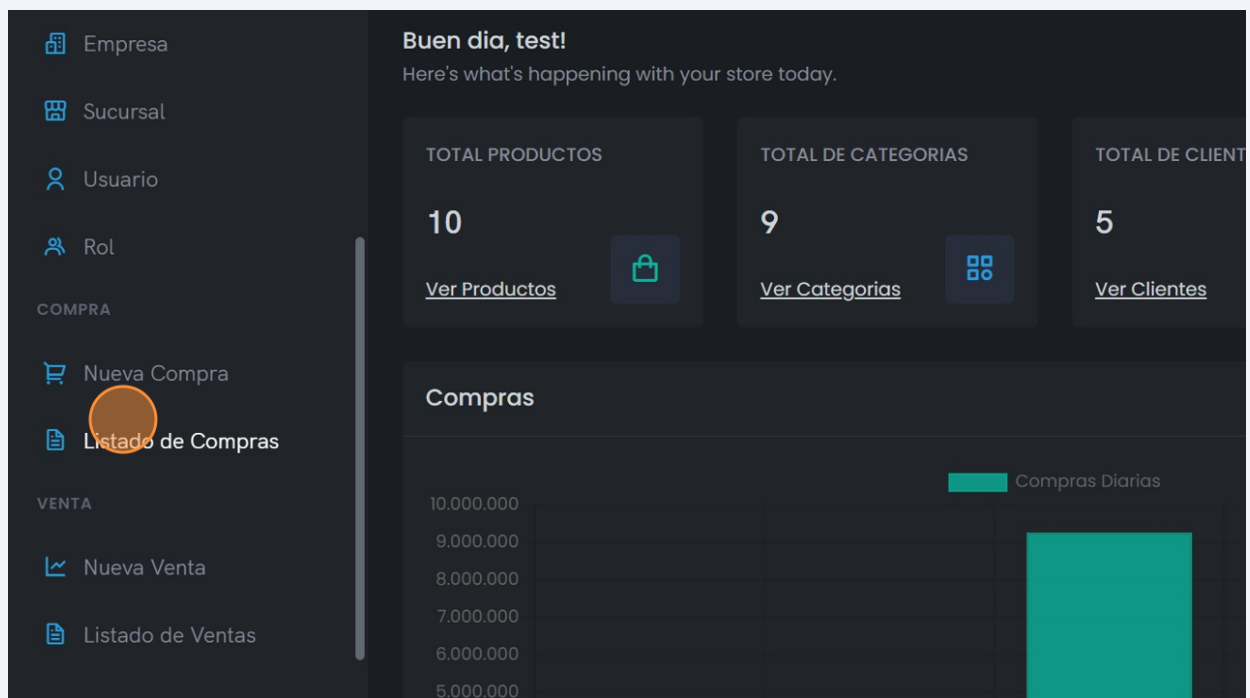 Empresa
Sucursal
Usuario
Rol
COMPRA
Nueva Compra
Listado de Compras
VENTA
Nueva Venta
Listado de Ventas
Buen dia, test!
Here's what's happening with your store today.
TOTAL PRODUCTOS
10
Ver Productos
TOTAL DE CATEGORIAS
9
Ver Categorias
TOTAL DE CLIENT
5
Ver Clientes
Compras
Compras Diarias
10.000.000
9.000.000
8.000.000
7.000.000
6.000.000
5.000.000